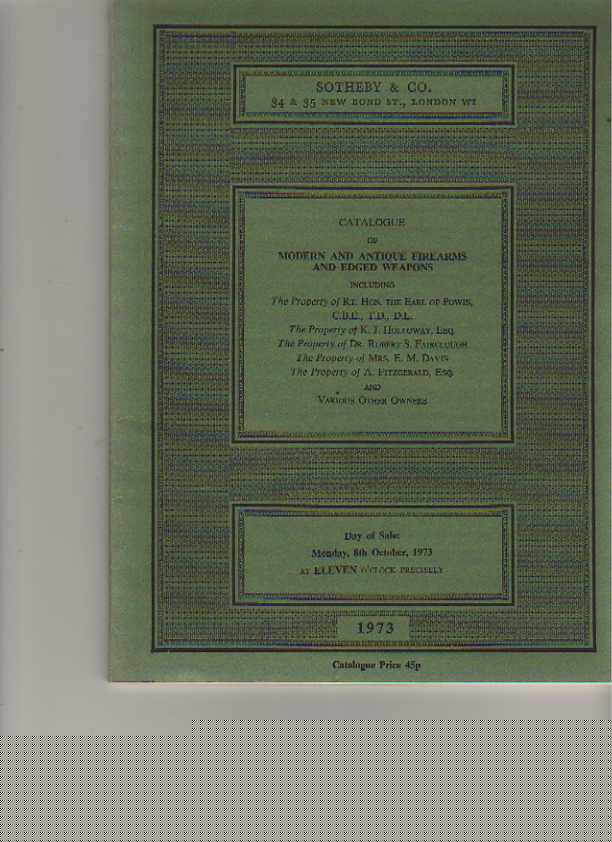 SOTHEBY & CO.
34 & 35 NEW BOND ST., LONDON W1
CATALOGUE
OF
MODERN AND ANTIQUE FIREARMS
AND EDGED WEAPONS
INCLUDING
The Property of RT. HON. THE EARL OF POWIS,
C.B.E., T.D., D.L.
The Property of K. J. HOLLOWAY, ESQ.
The Property of DR. ROBERT S. FAIRCLOUGH
The Property of MRS. E. M. DAVIS
The Property of A. FITZGERALD, ESQ.
AND
VARIOUS OTHER OWNERS
Day of Sale:
Monday, 8th October, 1973
AT ELEVEN O'CLOCK PRECISELY
1973
Catalogue Price 45p